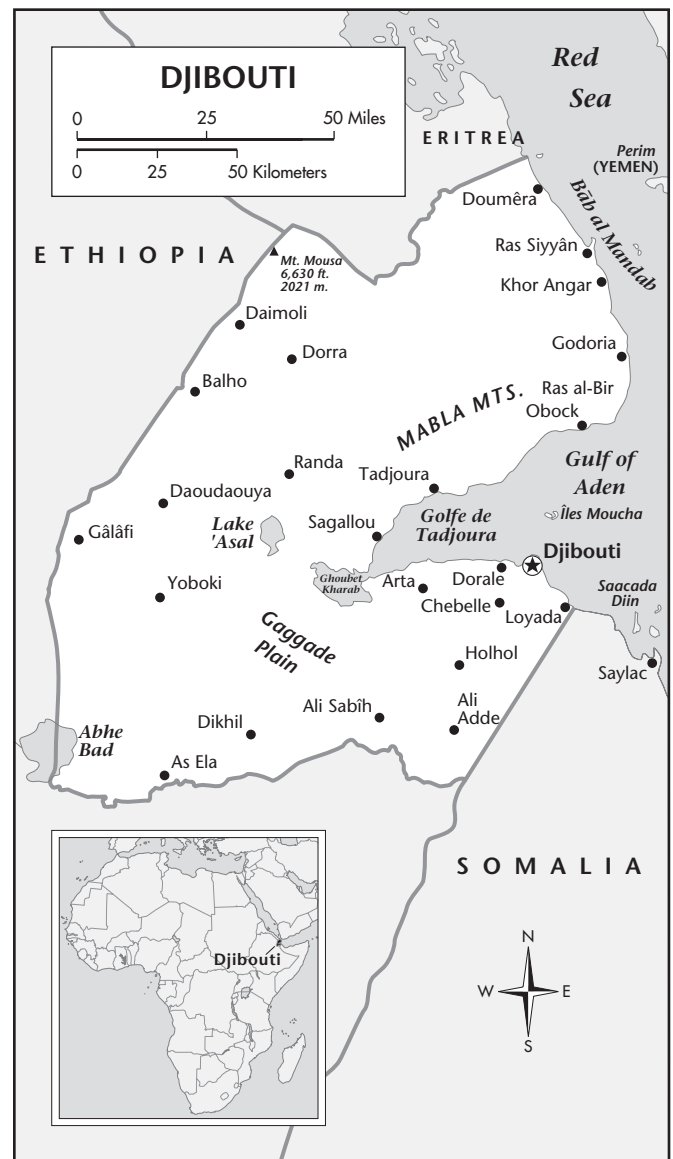 DJIBOUTI
0 25 50 Miles
0 25 50 Kilometers
Red
Sea
ERITREA
Perim
(YEMEN)
Doumêra
Bāb al Mandab
ETHIOPIA
Ras Siyyân
Mt. Mousa
6,630 ft.
2021 m.
Khor Angar
Daimoli
Dorra
Godoria
Balho
Ras al-Bir
MABLA MTS.
Obock
Randa
Tadjoura
Gulf of
Aden
Daoudaouya
Îles Moucha
Gâlâfi
Lake
'Asal
Sagallou
Golfe de
Tadjoura
Djibouti
Ghoubet
Kharab
Arta
Dorale
Yoboki
Chebelle
Loyada
Saacada
Diin
Gaggade
Plain
Holhol
Saylac
Ali Sabîh
Ali
Adde
Dikhil
Abhe
Bad
As Ela
SOMALIA
Djibouti
N
W E
S